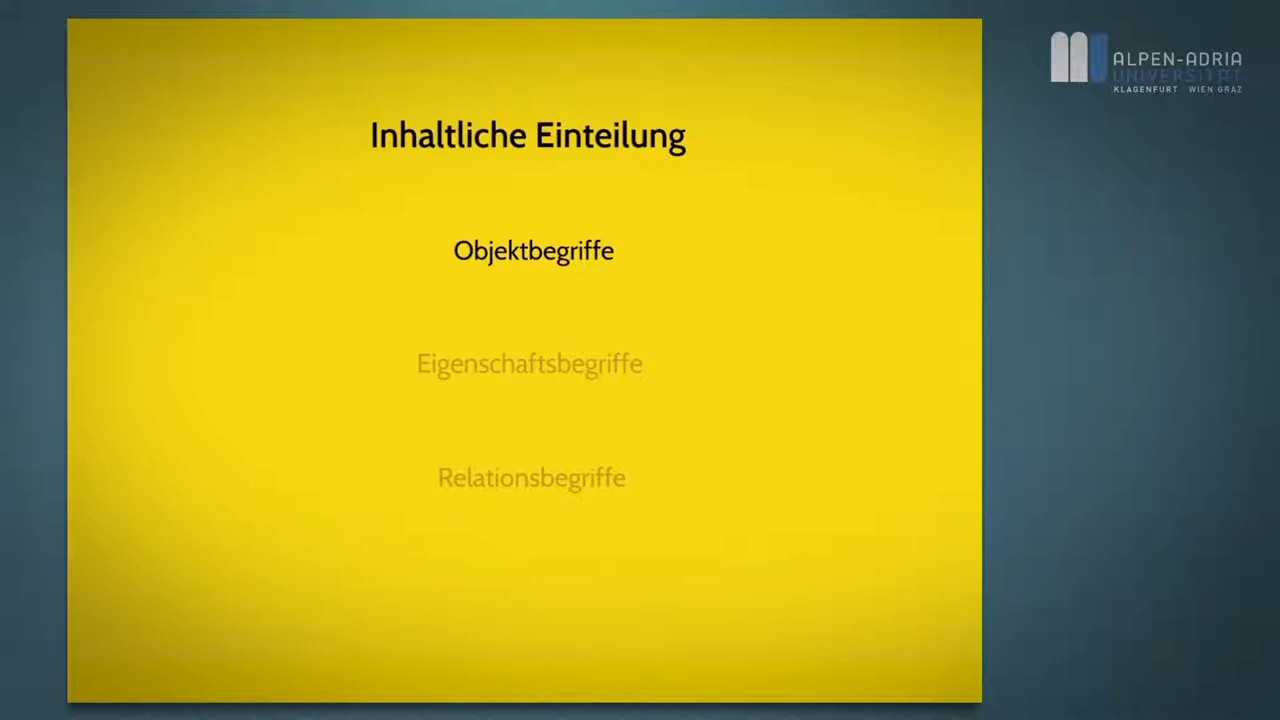 Inhaltliche Einteilung
Objektbegriffe
Eigenschaftsbegriffe
Relationsbegriffe
ALPEN-ADRIA
UNIVERSITÄT
KLAGENFURT WIEN GRAZ